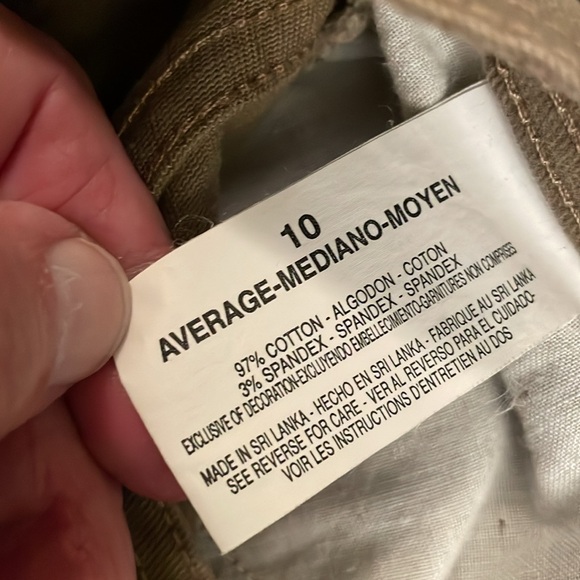 10
AVERAGE-MEDIANO-MOYEN
97% COTTON - ALGODON - COTON
3% SPANDEX - SPANDEX - SPANDEX
EXCLUSIVE OF DECORATION-EXCLUYENDO EMBELLECIMIENTO-GARNITURES NON COMPRISES
MADE IN SRI LANKA - HECHO EN SRI LANKA - FABRIQUE AU SRI LANKA
SEE REVERSE FOR CARE - VER AL REVERSO PARA EL CUIDADO-
VOIR LES INSTRUCTIONS D'ENTRETIEN AU DOS